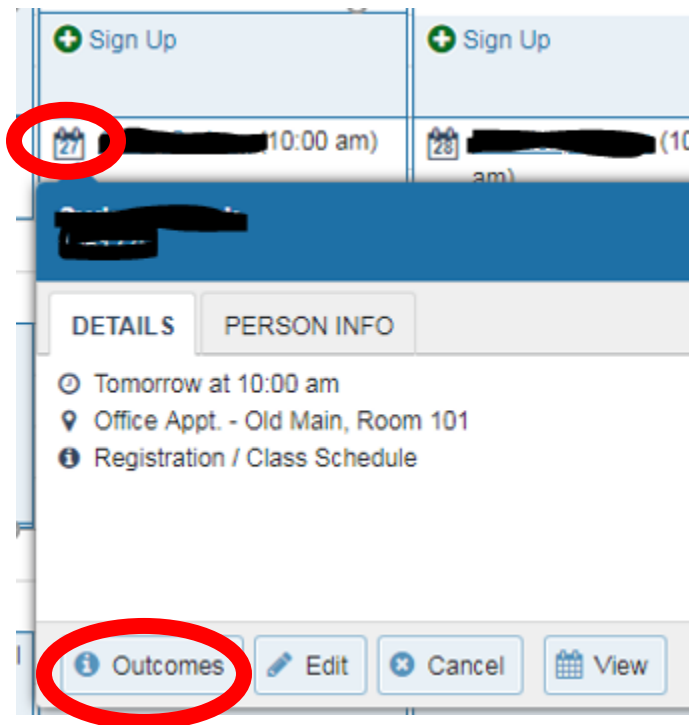 Sign Up
Sign Up
27 (10:00 am)
28 (10
am)
DETAILS
PERSON INFO
Tomorrow at 10:00 am
Office Appt. - Old Main, Room 101
Registration / Class Schedule
Outcomes
Edit
Cancel
View